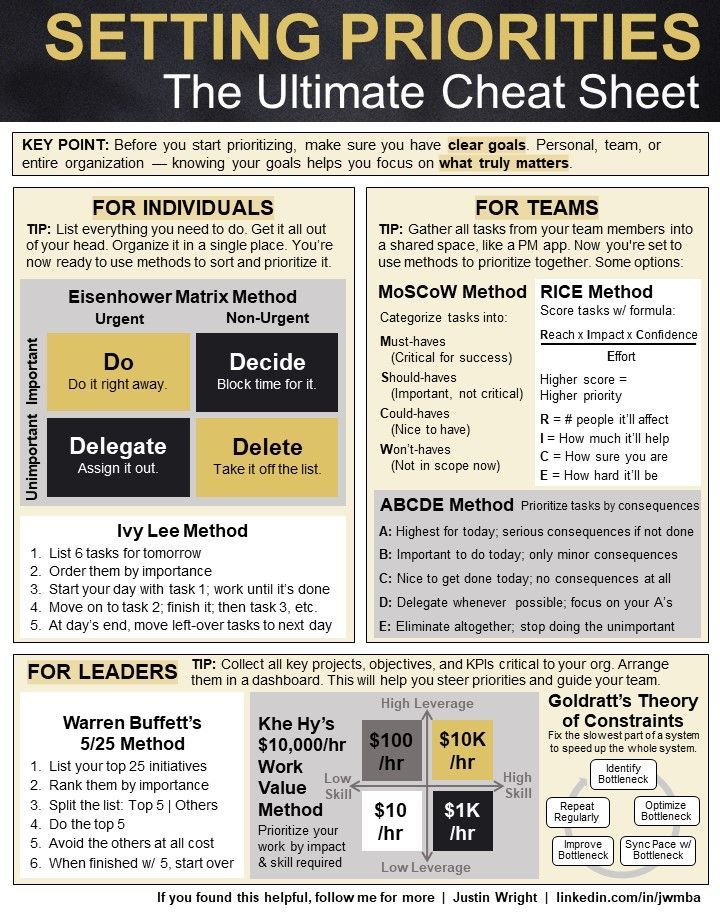 SETTING PRIORITIES
The Ultimate Cheat Sheet
KEY POINT: Before you start prioritizing, make sure you have clear goals. Personal, team, or
entire organization — knowing your goals helps you focus on what truly matters.
FOR INDIVIDUALS
TIP: List everything you need to do. Get it all out
of your head. Organize it in a single place. You're
now ready to use methods to sort and prioritize it.
Eisenhower Matrix Method
Urgent
Non-Urgent
Important
Do
Do it right away.
Decide
Block time for it.
Unimportant
Delegate
Assign it out.
Delete
Take it off the list.
Ivy Lee Method
1. List 6 tasks for tomorrow
2. Order them by importance
3. Start your day with task 1; work until it's done
4. Move on to task 2; finish it; then task 3, etc.
5. At day's end, move left-over tasks to next day
FOR TEAMS
TIP: Gather all tasks from your team members into
a shared space, like a PM app. Now you're set to
use methods to prioritize together. Some options:
MoSCoW Method
Categorize tasks into:
Must-haves
(Critical for success)
Should-haves
(Important, not critical)
Could-haves
(Nice to have)
Won't-haves
(Not in scope now)
RICE Method
Score tasks w/ formula:
Reach x Impact x Confidence
Effort
Higher score =
Higher priority
R = # people it'll affect
I = How much it'll help
C = How sure you are
E = How hard it'll be
ABCDE Method Prioritize tasks by consequences
A: Highest for today; serious consequences if not done
B: Important to do today; only minor consequences
C: Nice to get done today; no consequences at all
D: Delegate whenever possible; focus on your A's
E: Eliminate altogether; stop doing the unimportant
FOR LEADERS
TIP: Collect all key projects, objectives, and KPIs critical to your org. Arrange
them in a dashboard. This will help you steer priorities and guide your team.
Warren Buffett's
5/25 Method
1. List your top 25 initiatives
2. Rank them by importance
3. Split the list: Top 5 | Others
4. Do the top 5
5. Avoid the others at all cost
6. When finished w/ 5, start over
Khe Hy's
$10,000/hr
Work
Value
Method
Prioritize your
work by impact
& skill required
High Leverage
Low
Skill
High
Skill
Low Leverage
$100
/hr
$10K
/hr
$10
/hr
$1K
/hr
Goldratt's Theory
of Constraints
Fix the slowest part of a system
to speed up the whole system.
Identify
Bottleneck
Optimize
Bottleneck
Sync Pace w/
Bottleneck
Improve
Bottleneck
Repeat
Regularly
If you found this helpful, follow me for more | Justin Wright | linkedin.com/in/jwmba